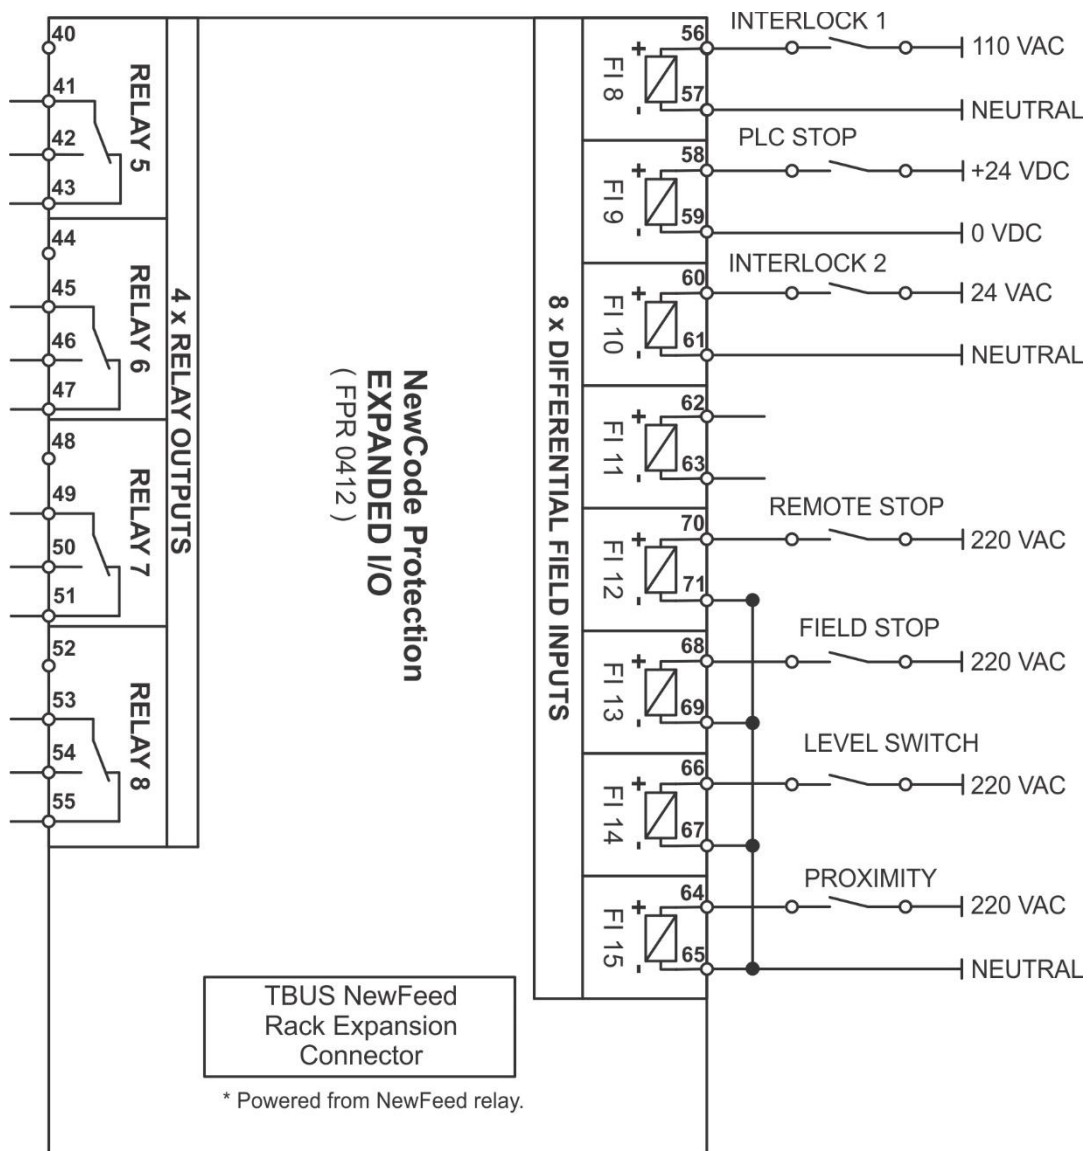 40
41
42
43
RELAY 5
44
45
46
47
RELAY 6
48
49
50
51
RELAY 7
52
53
54
55
RELAY 8
4 x RELAY OUTPUTS
NewCode Protection
EXPANDED I/O
( FPR 0412 )
8 x DIFFERENTIAL FIELD INPUTS
FI 8
+
-
56
57
INTERLOCK 1
110 VAC
NEUTRAL
FI 9
+
-
58
59
PLC STOP
+24 VDC
0 VDC
FI 10
+
-
60
61
INTERLOCK 2
24 VAC
NEUTRAL
FI 11
+
-
62
63
FI 12
+
-
70
71
REMOTE STOP
220 VAC
FI 13
+
-
68
69
FIELD STOP
220 VAC
FI 14
+
-
66
67
LEVEL SWITCH
220 VAC
FI 15
+
-
64
65
PROXIMITY
220 VAC
NEUTRAL
TBUS NewFeed
Rack Expansion
Connector
* Powered from NewFeed relay.